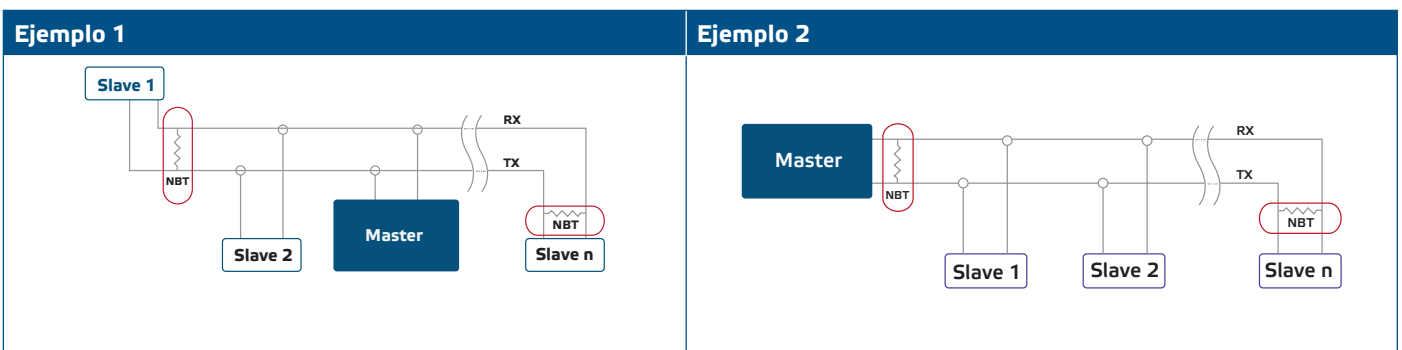 Ejemplo 1
Slave 1
RX
TX
NBT
NBT
Master
Slave 2
Slave n
Ejemplo 2
RX
Master
TX
NBT
NBT
Slave 1
Slave 2
Slave n